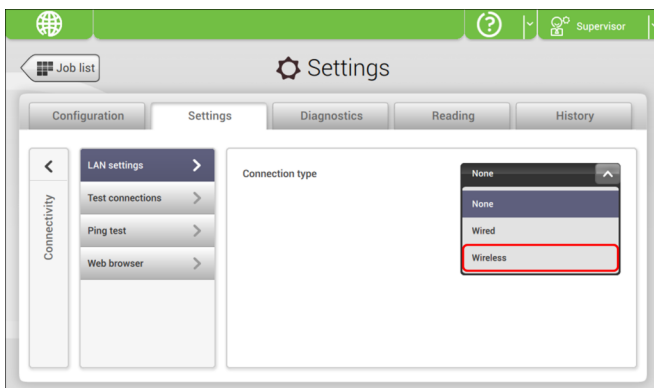 Supervisor
Job list
Settings
Configuration
Settings
Diagnostics
Reading
History
Connectivity
LAN settings
Test connections
Ping test
Web browser
Connection type
None
None
Wired
Wireless